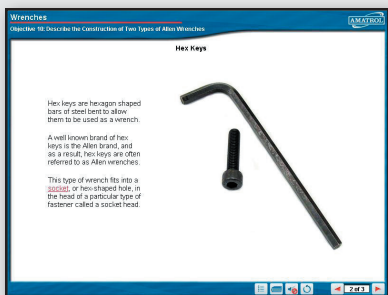 Wrenches
Objective 18: Describe the Construction of Two Types of Allen Wrenches
AMATROL
Hex Keys
Hex keys are hexagon shaped
bars of steel bent to allow
them to be used as a wrench.
A well known brand of hex
keys is the Allen brand, and
as a result, hex keys are often
referred to as Allen wrenches.
This type of wrench fits into a
socket, or hex-shaped hole, in
the head of a particular type of
fastener called a socket head.
2 of 3